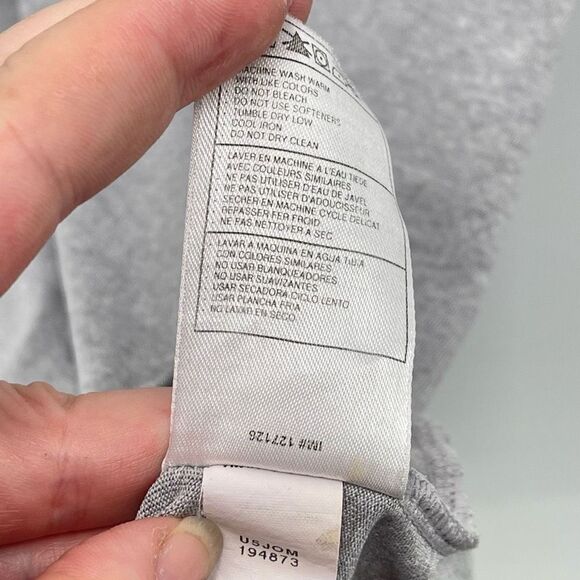 MACHINE WASH WARM
WITH LIKE COLORS
DO NOT BLEACH
DO NOT USE SOFTENERS
TUMBLE DRY LOW
COOL IRON
DO NOT DRY CLEAN
LAVER EN MACHINE A L'EAU TIEDE
AVEC COULEURS SIMILAIRES
NE PAS UTILISER D'EAU DE JAVEL
NE PAS UTILISER D'ADOUCISSEUR
SECHER EN MACHINE CYCLE DELICAT
REPASSER FER FROID
NE PAS NETTOYER A SEC
LAVAR A MAQUINA EN AGUA TIBIA
CON COLORES SIMILARES
NO USAR BLANQUEADORES
NO USAR SUAVIZANTES
USAR SECADORA CICLO LENTO
USAR PLANCHA FRIA
NO LAVAR EN SECO
IM# 127126
USJOM
194873